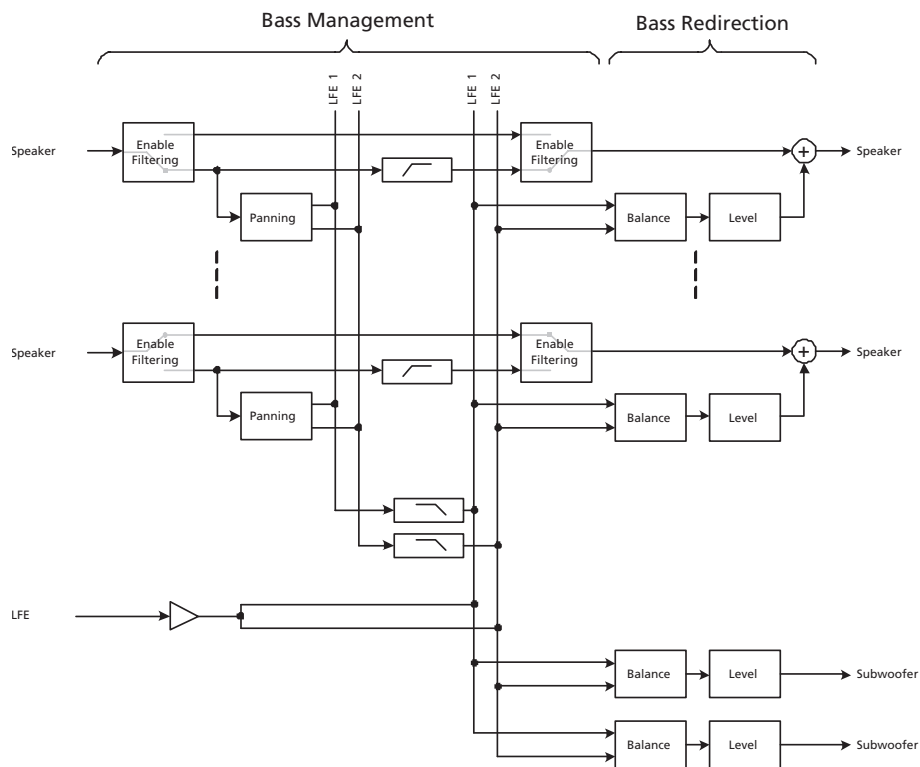 Bass Management
Bass Redirection
LFE 1
LFE 2
LFE 1
LFE 2
Speaker
Enable
Filtering
Enable
Filtering
+
Speaker
Panning
Balance
Level
Speaker
Enable
Filtering
Enable
Filtering
+
Speaker
Panning
Balance
Level
LFE
Balance
Level
Subwoofer
Balance
Level
Subwoofer